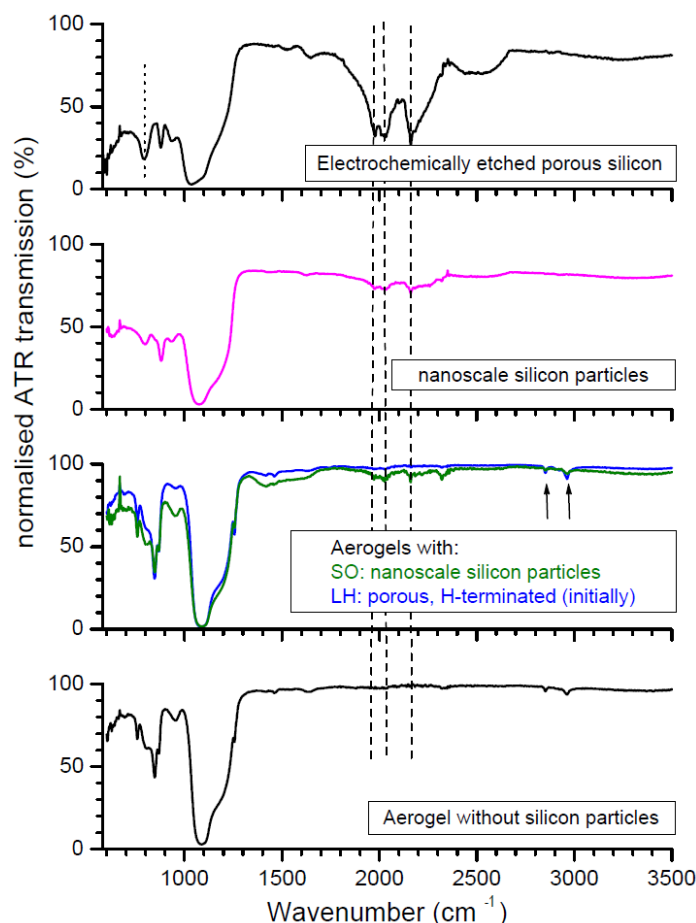 normalised ATR transmission (%)
100
50
0
Electrochemically etched porous silicon
100
50
0
nanoscale silicon particles
100
50
0
Aerogels with:
SO: nanoscale silicon particles
LH: porous, H-terminated (initially)
100
50
0
Aerogel without silicon particles
1000 1500 2000 2500 3000 3500
Wavenumber (cm -1)